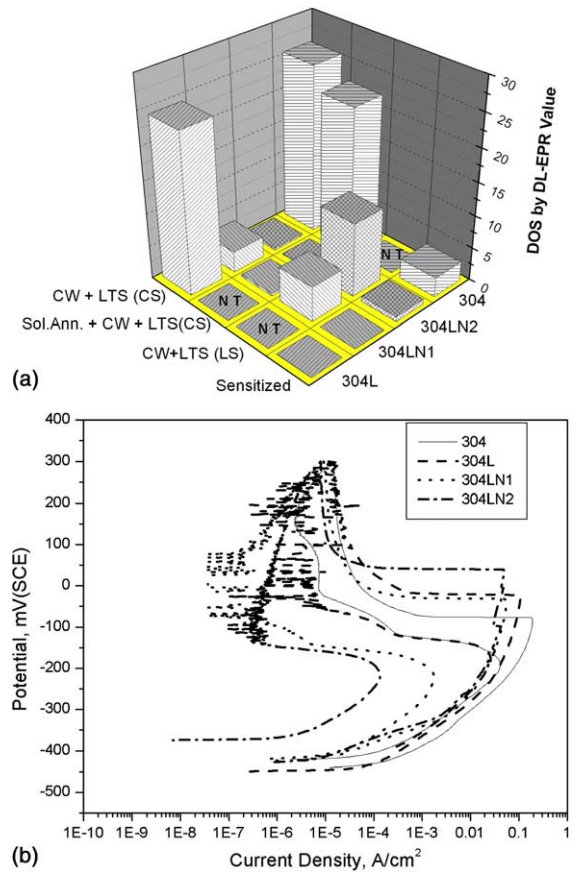 30
25
20
15
10
5
0
DOS by DL-EPR Value
N T
N T
N T
CW + LTS (CS)
Sol.Ann. + CW + LTS(CS)
CW+LTS (LS)
Sensitized
304
304LN2
304LN1
304L
(a)
400
300
200
100
0
-100
-200
-300
-400
-500
Potential, mV(SCE)
304
304L
304LN1
304LN2
1E-10 1E-9 1E-8 1E-7 1E-6 1E-5 1E-4 1E-3 0.01 0.1 1
Current Density, A/cm²
(b)